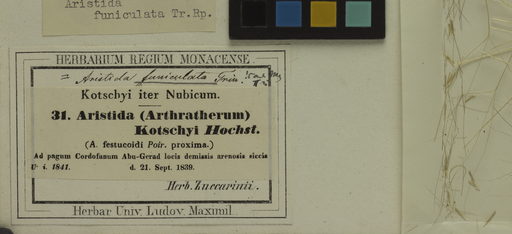 Aristida
funiculata Tr. Rp.
HERBARIUM REGIUM MONACENSE.
= Aristida funiculata Trin.
Kotschyi iter Nubicum.
31. Aristida (Arthratherum)
Kotschyi Hochst.
(A. festucoidi Poir. proxima.)
Ad pagum Cordofanum Abu-Gerad locis demissis arenosis siccis
U. i. 1841. d. 21. Sept. 1839.
Herb. Zuccarinii.
Herbar. Univ. Ludov. Maximil.